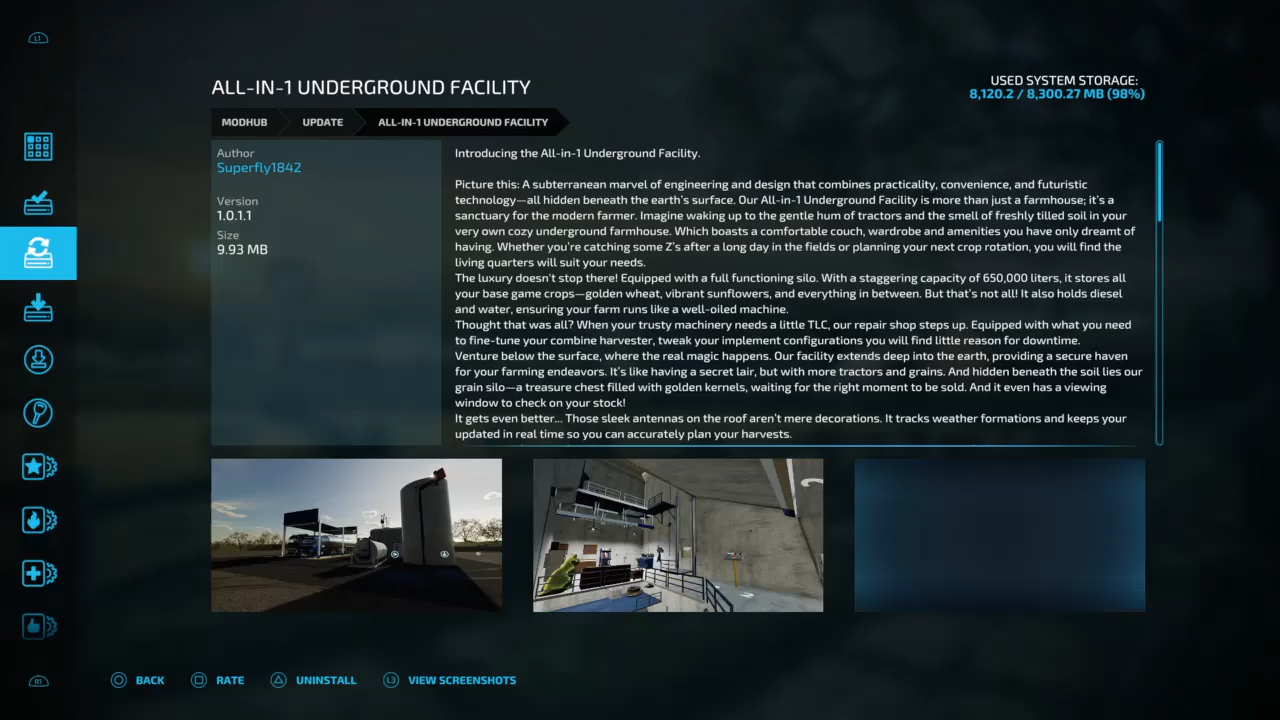 L1
ALL-IN-1 UNDERGROUND FACILITY
USED SYSTEM STORAGE:
8,120.2 / 8,300.27 MB (98%)
MODHUB
UPDATE
ALL-IN-1 UNDERGROUND FACILITY
Author
Superfly1842
Version
1.0.1.1
Size
9.93 MB
Introducing the All-in-1 Underground Facility.
Picture this: A subterranean marvel of engineering and design that combines practicality, convenience, and futuristic
technology—all hidden beneath the earth's surface. Our All-in-1 Underground Facility is more than just a farmhouse; it's a
sanctuary for the modern farmer. Imagine waking up to the gentle hum of tractors and the smell of freshly tilled soil in your
very own cozy underground farmhouse. Which boasts a comfortable couch, wardrobe and amenities you have only dreamt of
having. Whether you're catching some Z's after a long day in the fields or planning your next crop rotation, you will find the
living quarters will suit your needs.
The luxury doesn't stop there! Equipped with a full functioning silo. With a staggering capacity of 650,000 liters, it stores all
your base game crops—golden wheat, vibrant sunflowers, and everything in between. But that's not all! It also holds diesel
and water, ensuring your farm runs like a well-oiled machine.
Thought that was all? When your trusty machinery needs a little TLC, our repair shop steps up. Equipped with what you need
to fine-tune your combine harvester, tweak your implement configurations you will find little reason for downtime.
Venture below the surface, where the real magic happens. Our facility extends deep into the earth, providing a secure haven
for your farming endeavors. It's like having a secret lair, but with more tractors and grains. And hidden beneath the soil lies our
grain silo—a treasure chest filled with golden kernels, waiting for the right moment to be sold. And it even has a viewing
window to check on your stock!
It gets even better... Those sleek antennas on the roof aren't mere decorations. It tracks weather formations and keeps your
updated in real time so you can accurately plan your harvests.
R1
BACK
RATE
UNINSTALL
L3
VIEW SCREENSHOTS